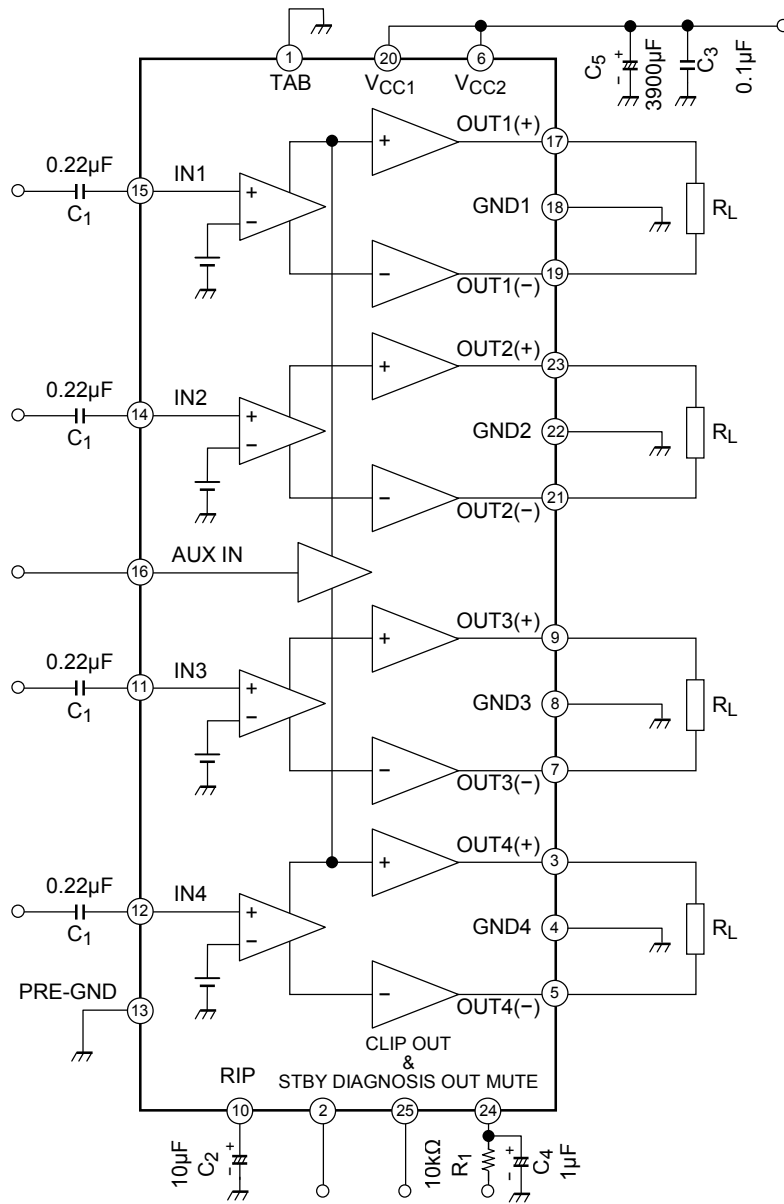 1
TAB
20
VCC1
6
VCC2
C5
+
−
3900µF
C3
0.1µF
0.22µF
C1
15
IN1
+
−
+
−
OUT1(+)
17
GND1
18
19
OUT1(−)
RL
0.22µF
C1
14
IN2
+
−
+
−
OUT2(+)
23
GND2
22
21
OUT2(−)
RL
16
AUX IN
0.22µF
C1
11
IN3
+
−
+
−
OUT3(+)
9
GND3
8
7
OUT3(−)
RL
0.22µF
C1
12
IN4
+
−
+
−
OUT4(+)
3
GND4
4
5
OUT4(−)
RL
PRE-GND
13
CLIP OUT
&
RIP
STBY DIAGNOSIS OUT MUTE
10
2
25
24
10µF
C2
+
−
10kΩ
R1
+
−
C4
1µF